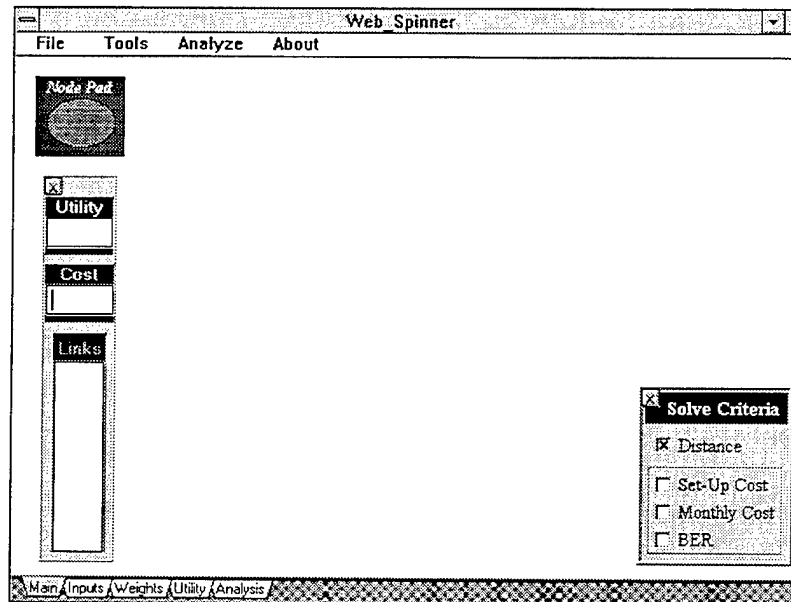 Web_Spinner
File Tools Analyze About
Node Pad
X
Utility
Cost
Links
X
Solve Criteria
Distance
Set-Up Cost
Monthly Cost
BER
Main Inputs Weights Utility Analysis